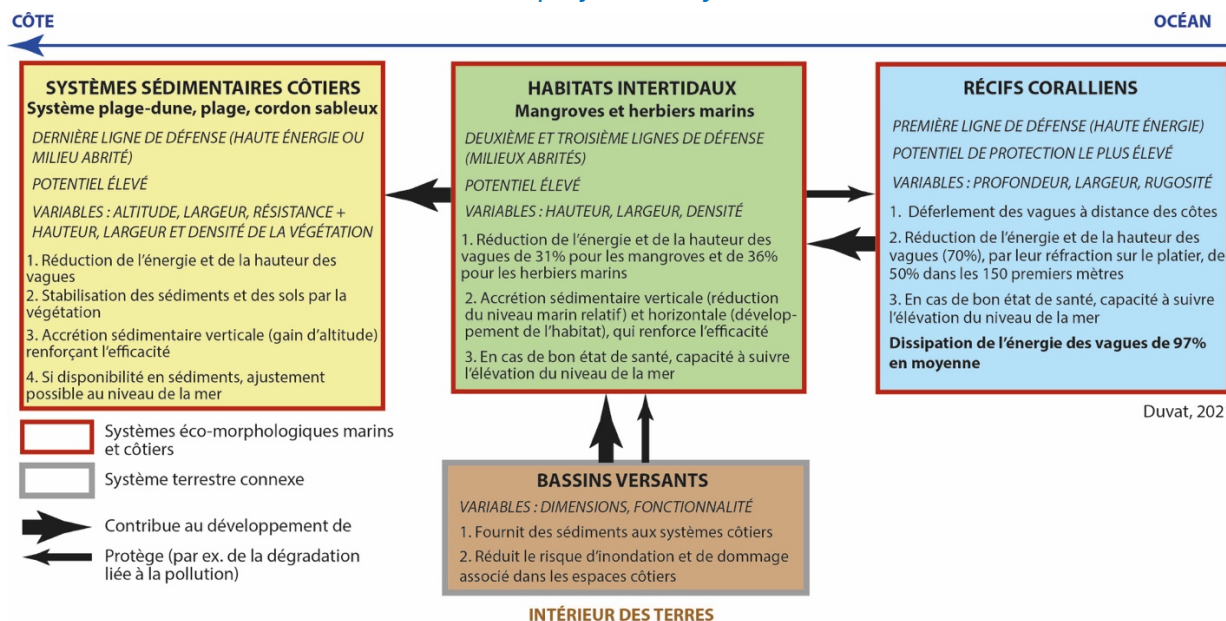 CÔTE
OCÉAN
SYSTÈMES SÉDIMENTAIRES CÔTIERS
Système plage-dune, plage, cordon sableux
DERNIÈRE LIGNE DE DÉFENSE (HAUTE ÉNERGIE OU
MILIEU ABRITÉ)
POTENTIEL ÉLEVÉ
VARIABLES : ALTITUDE, LARGEUR, RÉSISTANCE +
HAUTEUR, LARGEUR ET DENSITÉ DE LA VÉGÉTATION
1. Réduction de l'énergie et de la hauteur des
vagues
2. Stabilisation des sédiments et des sols par la
végétation
3. Accrétion sédimentaire verticale (gain d'altitude)
renforçant l'efficacité
4. Si disponibilité en sédiments, ajustement
possible au niveau de la mer
HABITATS INTERTIDAUX
Mangroves et herbiers marins
DEUXIÈME ET TROISIÈME LIGNES DE DÉFENSE
(MILIEUX ABRITÉS)
POTENTIEL ÉLEVÉ
VARIABLES : HAUTEUR, LARGEUR, DENSITÉ
1. Réduction de l'énergie et de la hauteur des
vagues de 31% pour les mangroves et de 36%
pour les herbiers marins
2. Accrétion sédimentaire verticale (réduction
du niveau marin relatif) et horizontale (dévelop-
pement de l'habitat), qui renforce l'efficacité
3. En cas de bon état de santé, capacité à suivre
l'élévation du niveau de la mer
RÉCIFS CORALLIENS
PREMIÈRE LIGNE DE DÉFENSE (HAUTE ÉNERGIE)
POTENTIEL DE PROTECTION LE PLUS ÉLEVÉ
VARIABLES : PROFONDEUR, LARGEUR, RUGOSITÉ
1. Déferlement des vagues à distance des côtes
2. Réduction de l'énergie et de la hauteur des
vagues (70%), par leur réfraction sur le platier, de
50% dans les 150 premiers mètres
3. En cas de bon état de santé, capacité à suivre
l'élévation du niveau de la mer
Dissipation de l'énergie des vagues de 97%
en moyenne
Duvat, 202
Systèmes éco-morphologiques marins
et côtiers
Système terrestre connexe
Contribue au développement de
Protège (par ex. de la dégradation
liée à la pollution)
BASSINS VERSANTS
VARIABLES : DIMENSIONS, FONCTIONNALITÉ
1. Fournit des sédiments aux systèmes côtiers
2. Réduit le risque d'inondation et de dommage
associé dans les espaces côtiers
INTÉRIEUR DES TERRES